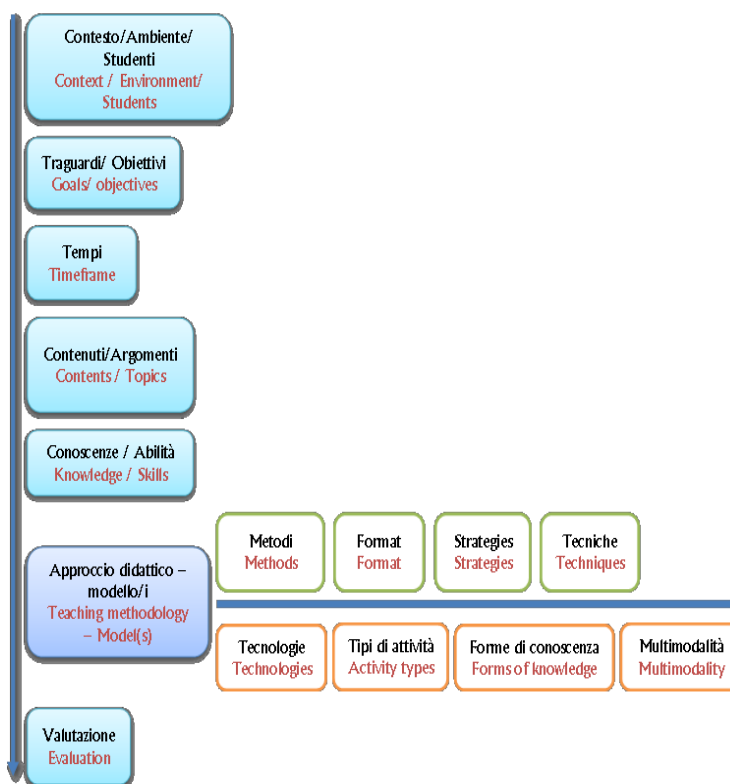 Contesto/Ambiente/
Studenti
Context / Environment/
Students
Traguardi/ Obiettivi
Goals/ objectives
Tempi
Timeframe
Contenuti/Argomenti
Contents / Topics
Conoscenze / Abilità
Knowledge / Skills
Approccio didattico –
modello/i
Teaching methodology
– Model(s)
Metodi
Methods
Format
Format
Strategies
Strategies
Tecniche
Techniques
Tecnologie
Technologies
Tipi di attività
Activity types
Forme di conoscenza
Forms of knowledge
Multimodalità
Multimodality
Valutazione
Evaluation